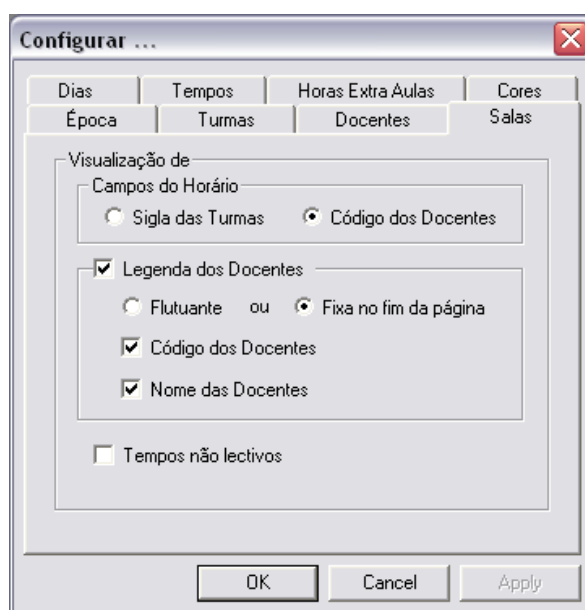 Configurar ...
Dias Tempos Horas Extra Aulas Cores
Época Turmas Docentes Salas
Visualização de
Campos do Horário
Sigla das Turmas Código dos Docentes
Legenda dos Docentes
Flutuante ou Fixa no fim da página
Código dos Docentes
Nome das Docentes
Tempos não lectivos
OK Cancel Apply